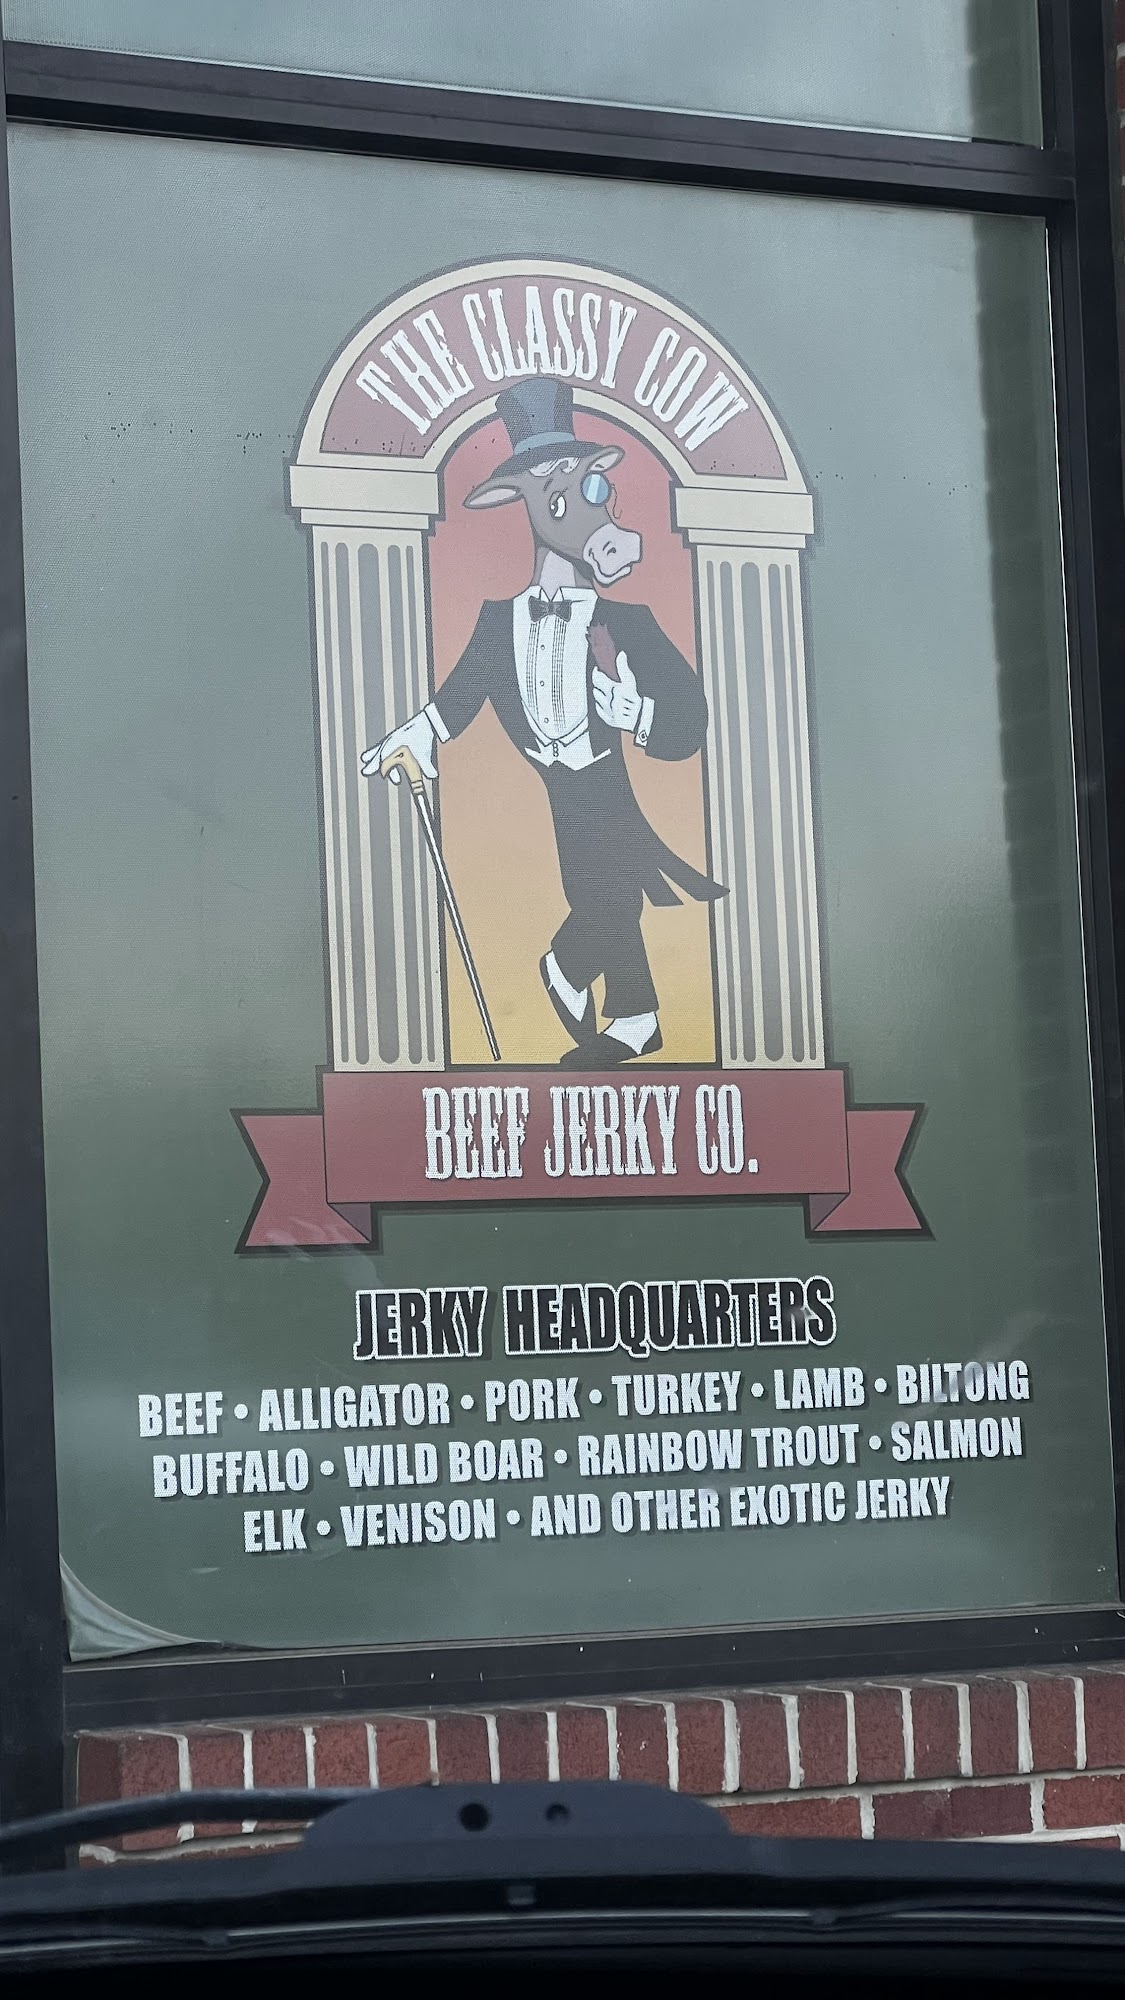 THE CLASSY COW
BEEF JERKY CO.
JERKY HEADQUARTERS
BEEF • ALLIGATOR • PORK • TURKEY • LAMB • BILTONG
BUFFALO • WILD BOAR • RAINBOW TROUT • SALMON
ELK • VENISON • AND OTHER EXOTIC JERKY